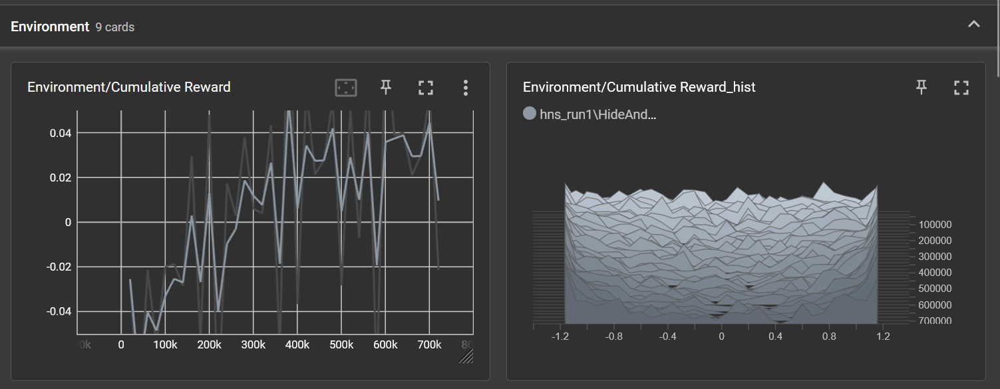 Environment 9 cards
Environment/Cumulative Reward
0.04
0.02
0
-0.02
-0.04
0k 0 100k 200k 300k 400k 500k 600k 700k 80
Environment/Cumulative Reward_hist
hns_run1\HideAnd...
100000
200000
300000
400000
500000
600000
700000
-1.2 -0.8 -0.4 0 0.4 0.8 1.2